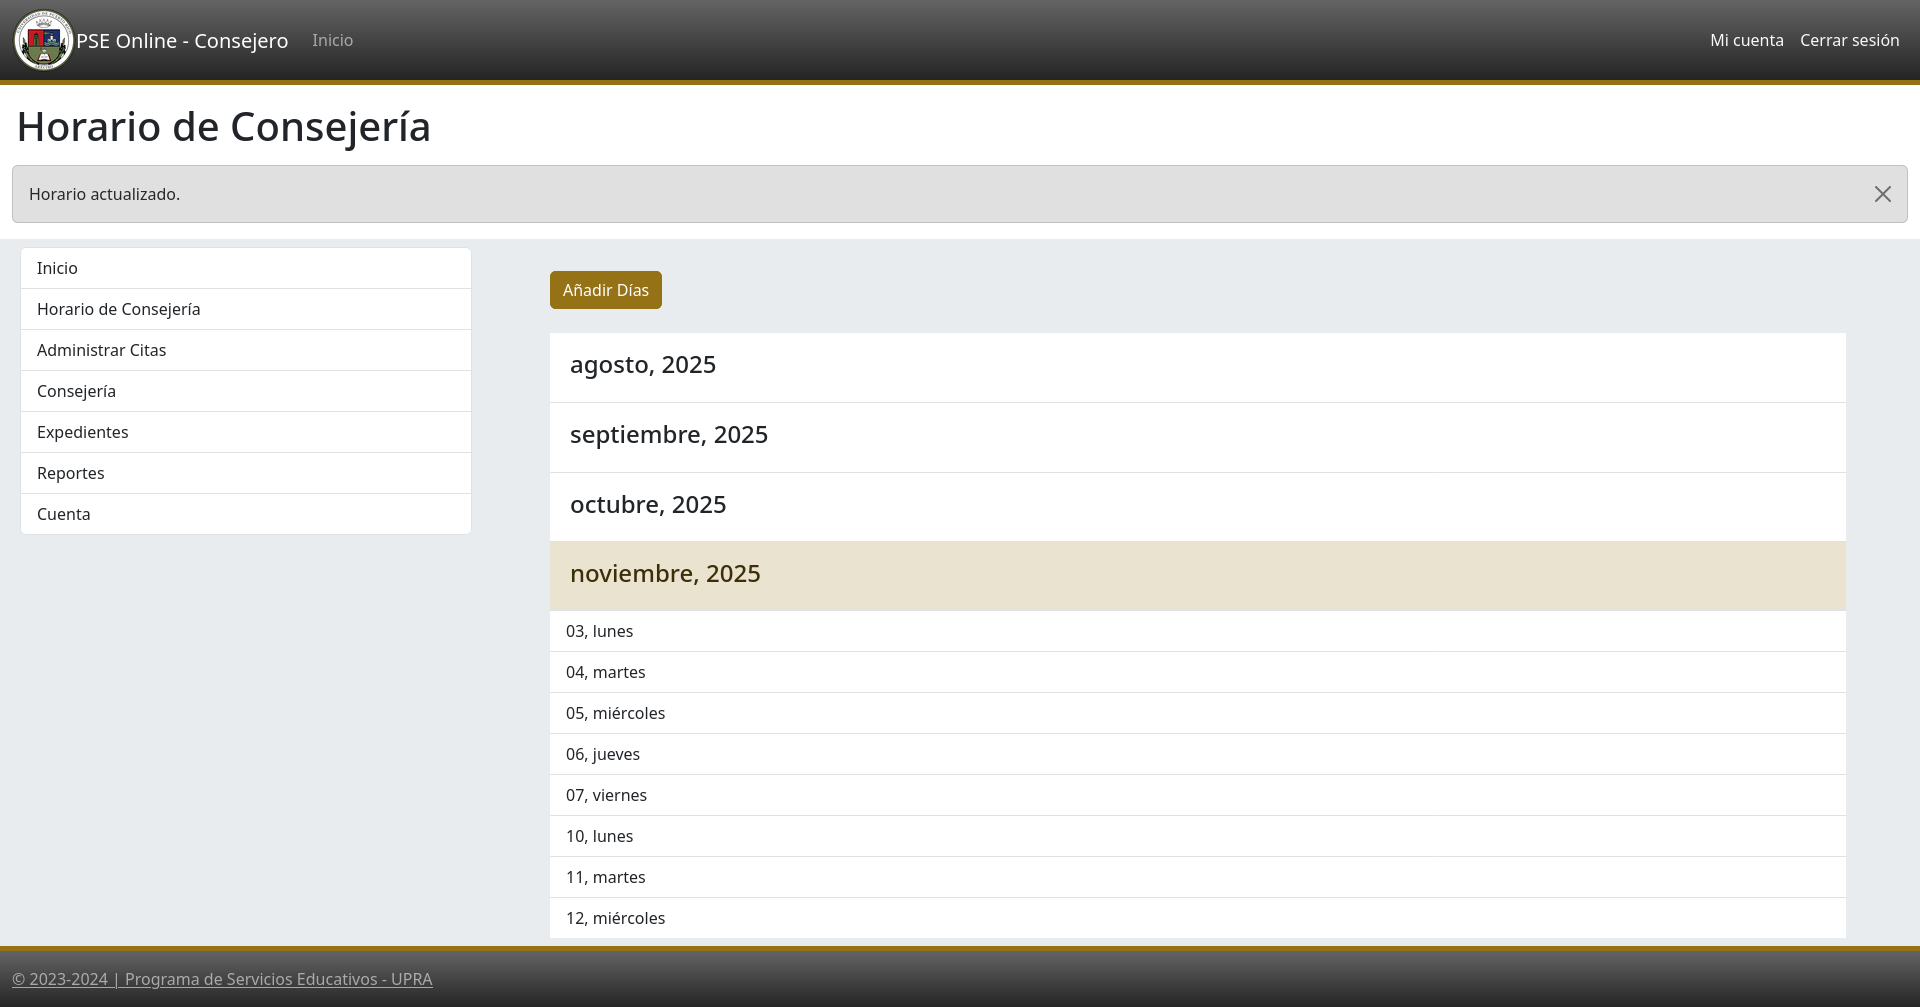 PSE Online - Consejero
Inicio
Mi cuenta
Cerrar sesión
Horario de Consejería
Horario actualizado.
Inicio
Horario de Consejería
Administrar Citas
Consejería
Expedientes
Reportes
Cuenta
Añadir Días
agosto, 2025
septiembre, 2025
octubre, 2025
noviembre, 2025
03, lunes
04, martes
05, miércoles
06, jueves
07, viernes
10, lunes
11, martes
12, miércoles
© 2023-2024 | Programa de Servicios Educativos - UPRA